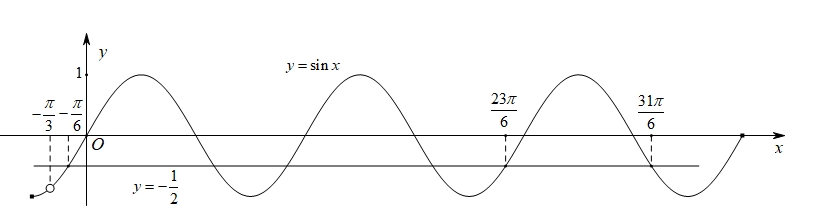 y
y = sin x
1
-π/3
-π/6
23π/6
31π/6
O
x
y = -1/2